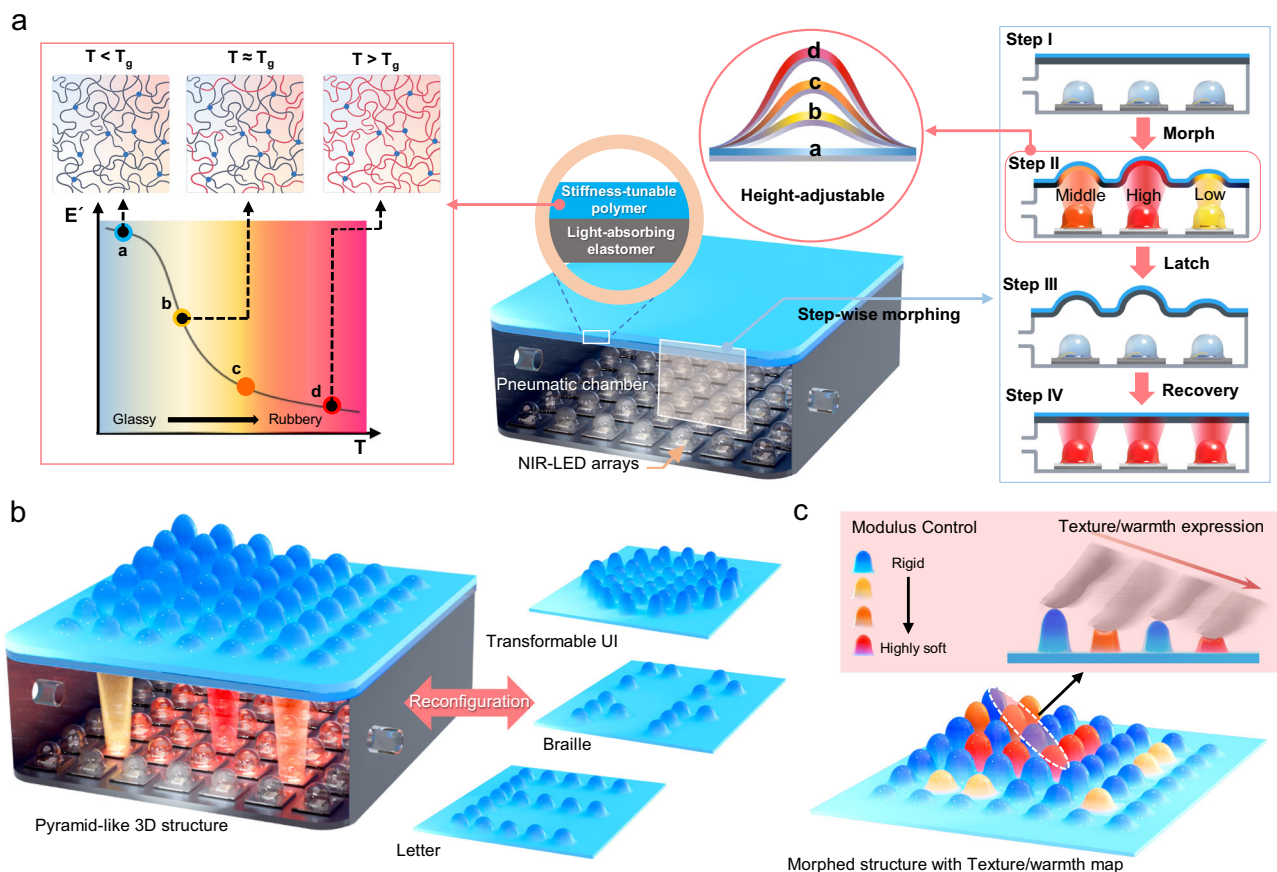 a
T < Tg
T ≈ Tg
T > Tg
E´
a
b
c
d
Glassy
Rubbery
T
Stiffness-tunable
polymer
Light-absorbing
elastomer
d
c
b
a
Height-adjustable
Step-wise morphing
Pneumatic chamber
NIR-LED arrays
Step I
Morph
Step II
Middle
High
Low
Latch
Step III
Recovery
Step IV
b
Pyramid-like 3D structure
Reconfiguration
Transformable UI
Braille
Letter
c
Modulus Control
Rigid
Highly soft
Texture/warmth expression
Morphed structure with Texture/warmth map